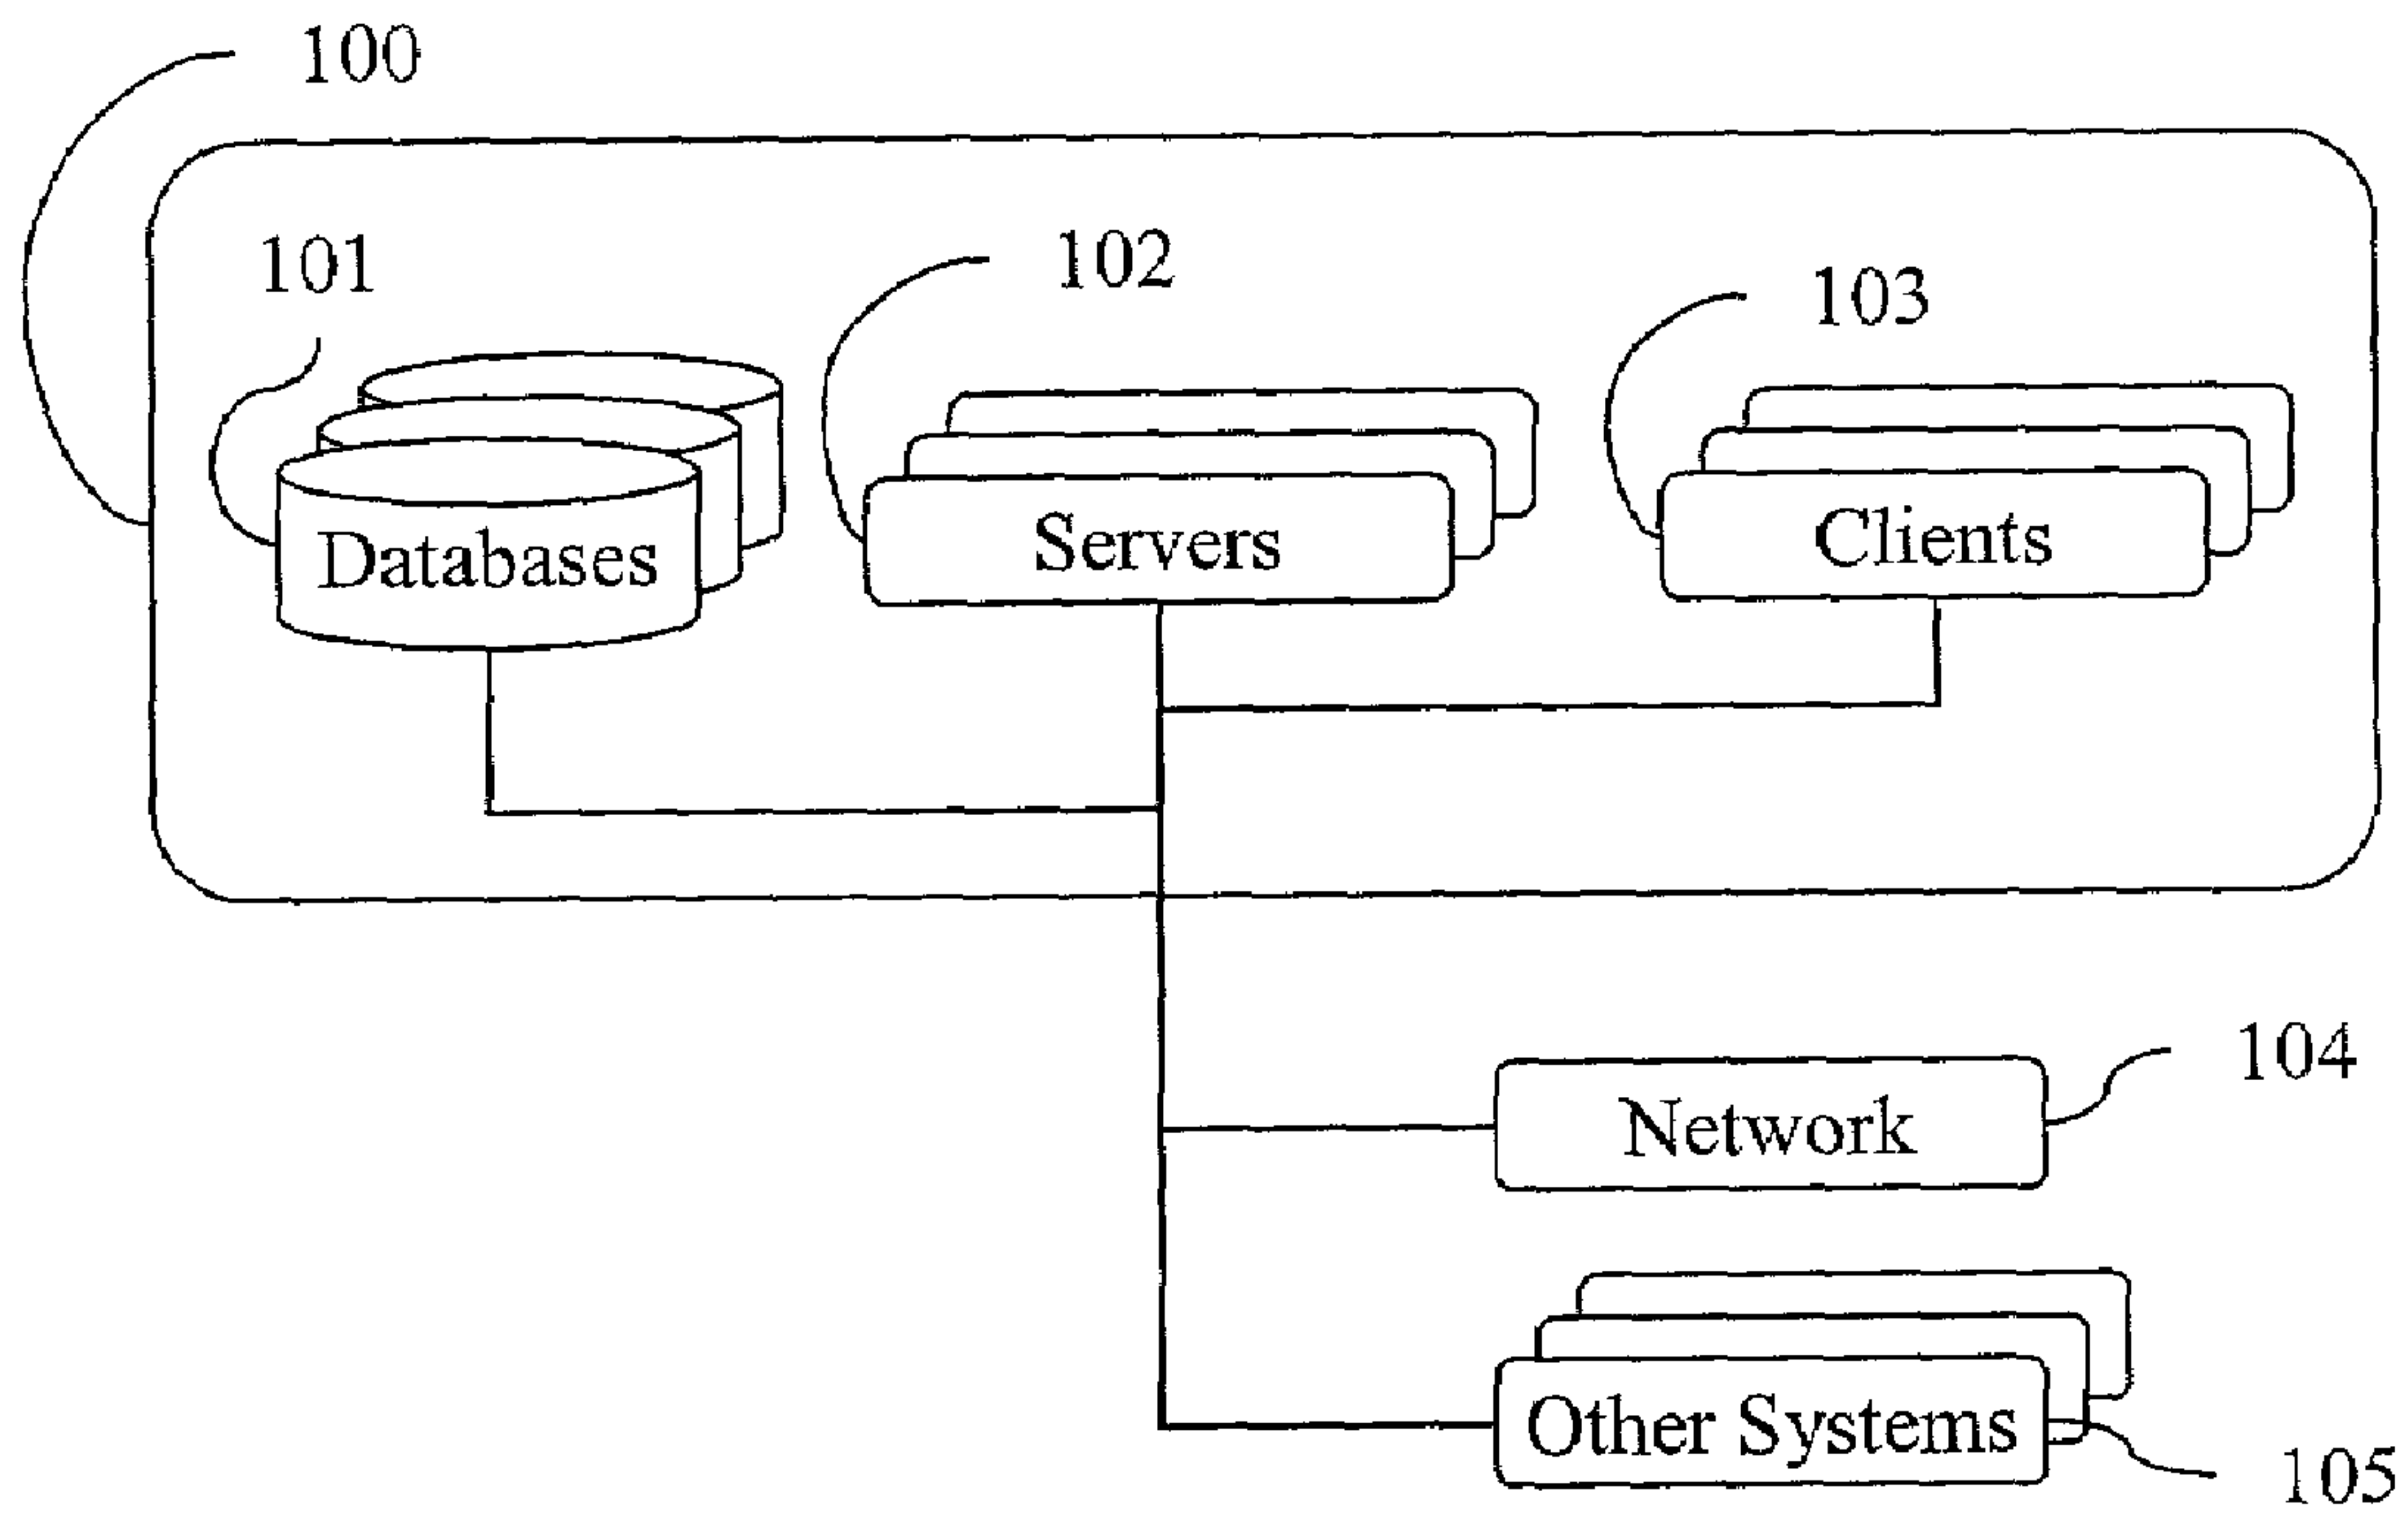 100
101
102
103
Databases
Servers
Clients
104
Network
Other Systems
105